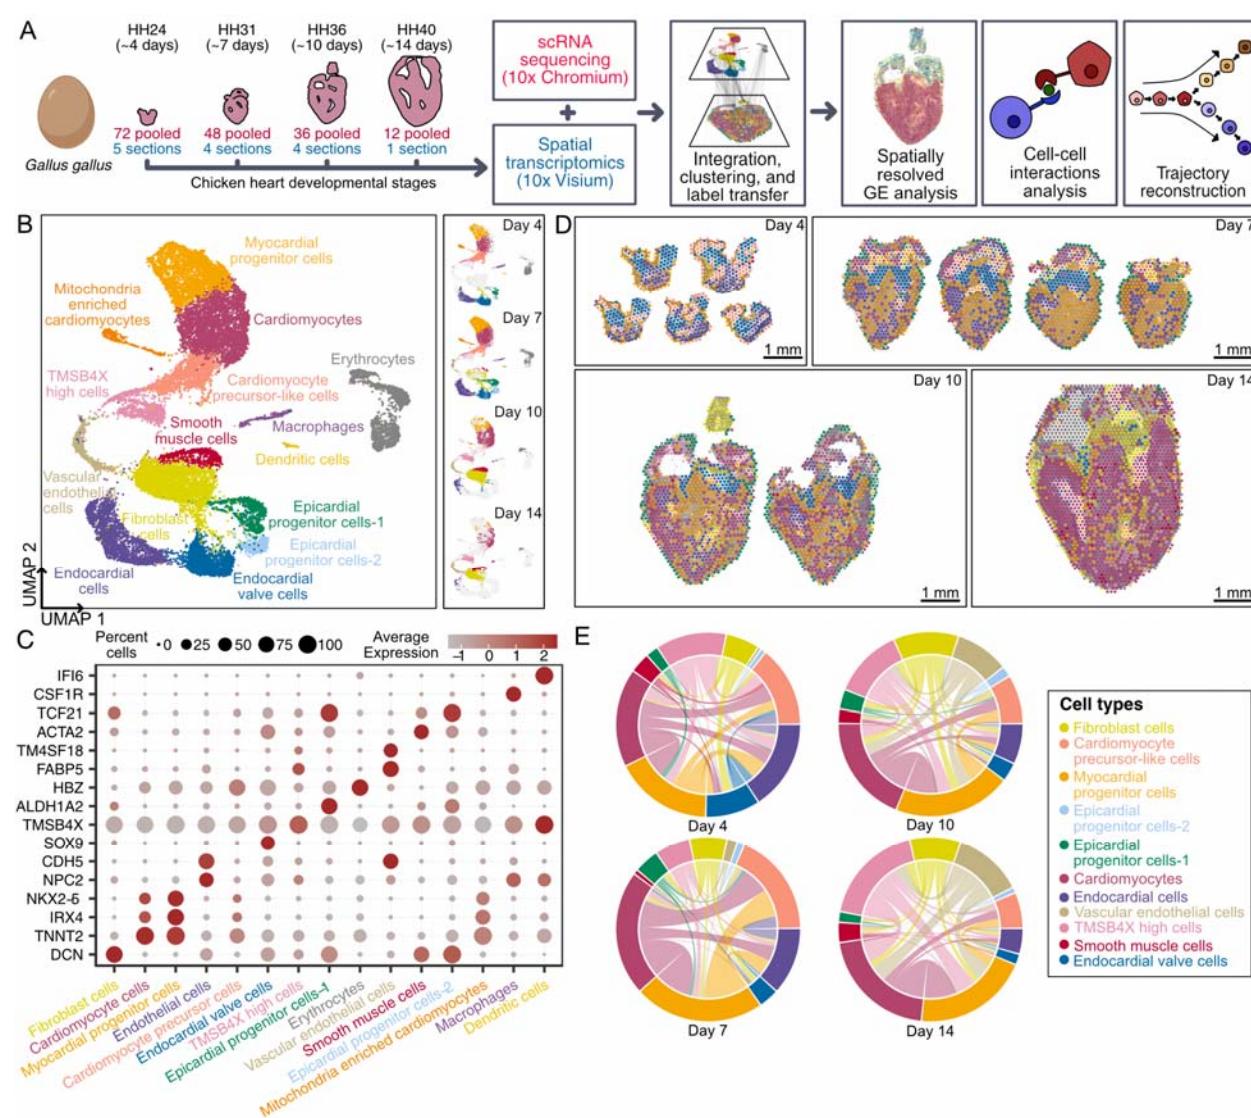 A
HH24
(~4 days)
HH31
(~7 days)
HH36
(~10 days)
HH40
(~14 days)
72 pooled
5 sections
48 pooled
4 sections
36 pooled
4 sections
12 pooled
1 section
Gallus gallus
Chicken heart developmental stages
scRNA
sequencing
(10x Chromium)
+
Spatial
transcriptomics
(10x Visium)
Integration,
clustering, and
label transfer
Spatially
resolved
GE analysis
Cell-cell
interactions
analysis
Trajectory
reconstruction
B
Myocardial
progenitor cells
Mitochondria
enriched
cardiomyocytes
Cardiomyocytes
Erythrocytes
TMSB4X
high cells
Cardiomyocyte
precursor-like cells
Smooth
muscle cells
Macrophages
Dendritic cells
Vascular
endothelial
cells
Fibroblast
cells
Epicardial
progenitor cells-1
Epicardial
progenitor cells-2
Endocardial
cells
Endocardial
valve cells
UMAP 2
UMAP 1
Day 4
Day 7
Day 10
Day 14
D
Day 4
1 mm
Day 7
1 mm
Day 10
1 mm
Day 14
1 mm
C
Percent
cells
0 25 50 75 100
Average
Expression
−1 0 1 2
IFI6
CSF1R
TCF21
ACTA2
TM4SF18
FABP5
HBZ
ALDH1A2
TMSB4X
SOX9
CDH5
NPC2
NKX2-5
IRX4
TNNT2
DCN
Fibroblast cells
Cardiomyocyte cells
Myocardial progenitor cells
Endothelial cells
Cardiomyocyte precursor cells
Endocardial valve cells
TMSB4X high cells
Epicardial progenitor cells-1
Erythrocytes
Vascular endothelial cells
Smooth muscle cells
Epicardial progenitor cells-2
Mitochondria enriched cardiomyocytes
Macrophages
Dendritic cells
E
Day 4
Day 10
Day 7
Day 14
Cell types
Fibroblast cells
Cardiomyocyte
precursor-like cells
Myocardial
progenitor cells
Epicardial
progenitor cells-2
Epicardial
progenitor cells-1
Cardiomyocytes
Endocardial cells
Vascular endothelial cells
TMSB4X high cells
Smooth muscle cells
Endocardial valve cells